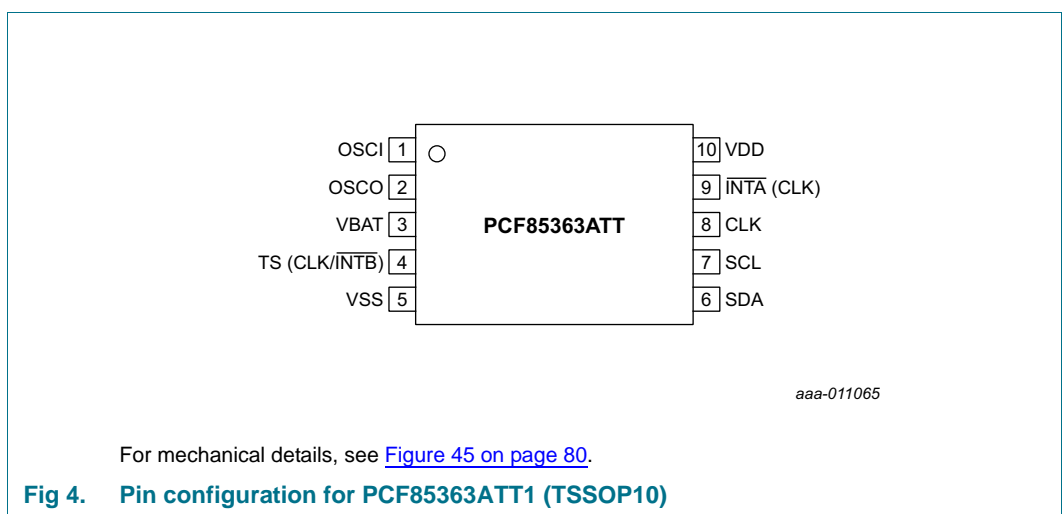 OSCI 1
OSCO 2
VBAT 3
TS (CLK/INTB) 4
VSS 5
PCF85363ATT
10 VDD
9 INTA (CLK)
8 CLK
7 SCL
6 SDA
aaa-011065
For mechanical details, see Figure 45 on page 80.
Fig 4. Pin configuration for PCF85363ATT1 (TSSOP10)